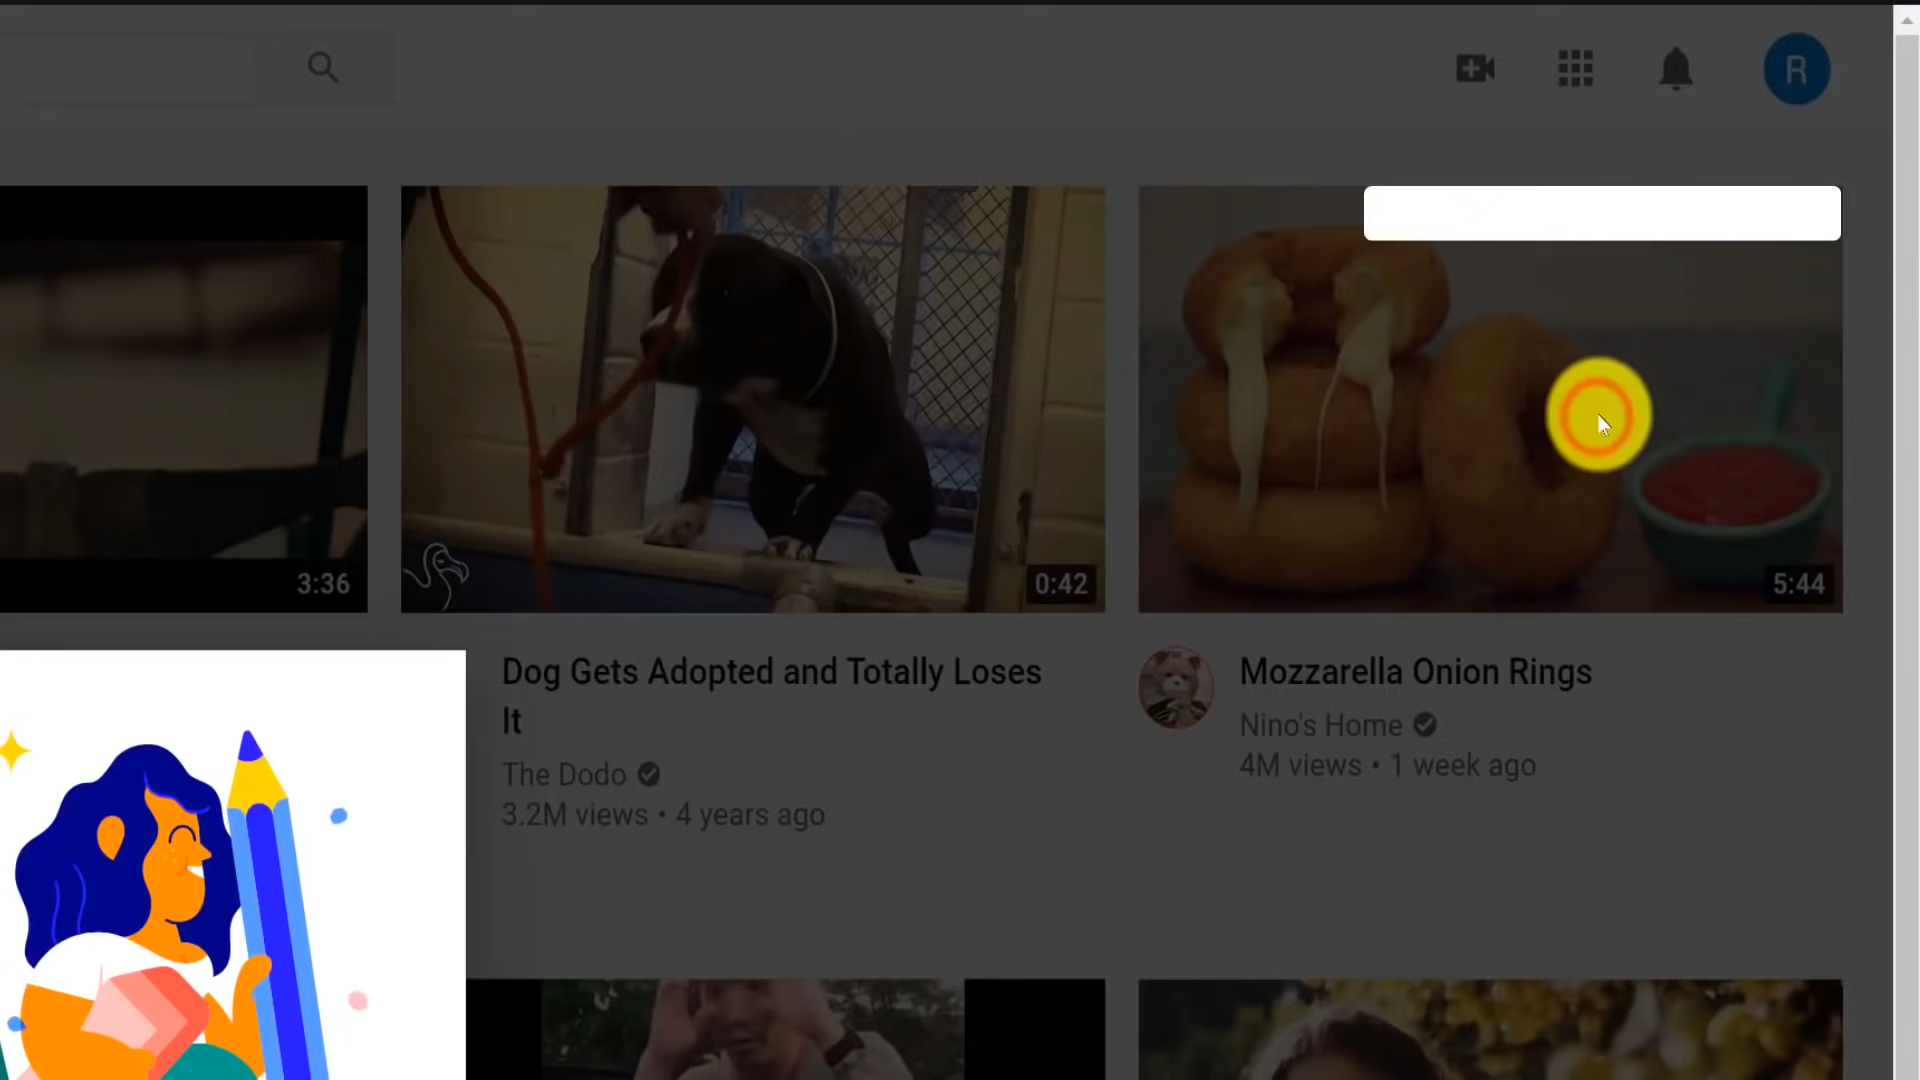 R
3:36
0:42
5:44
Dog Gets Adopted and Totally Loses
It
The Dodo
3.2M views • 4 years ago
Mozzarella Onion Rings
Nino's Home
4M views • 1 week ago